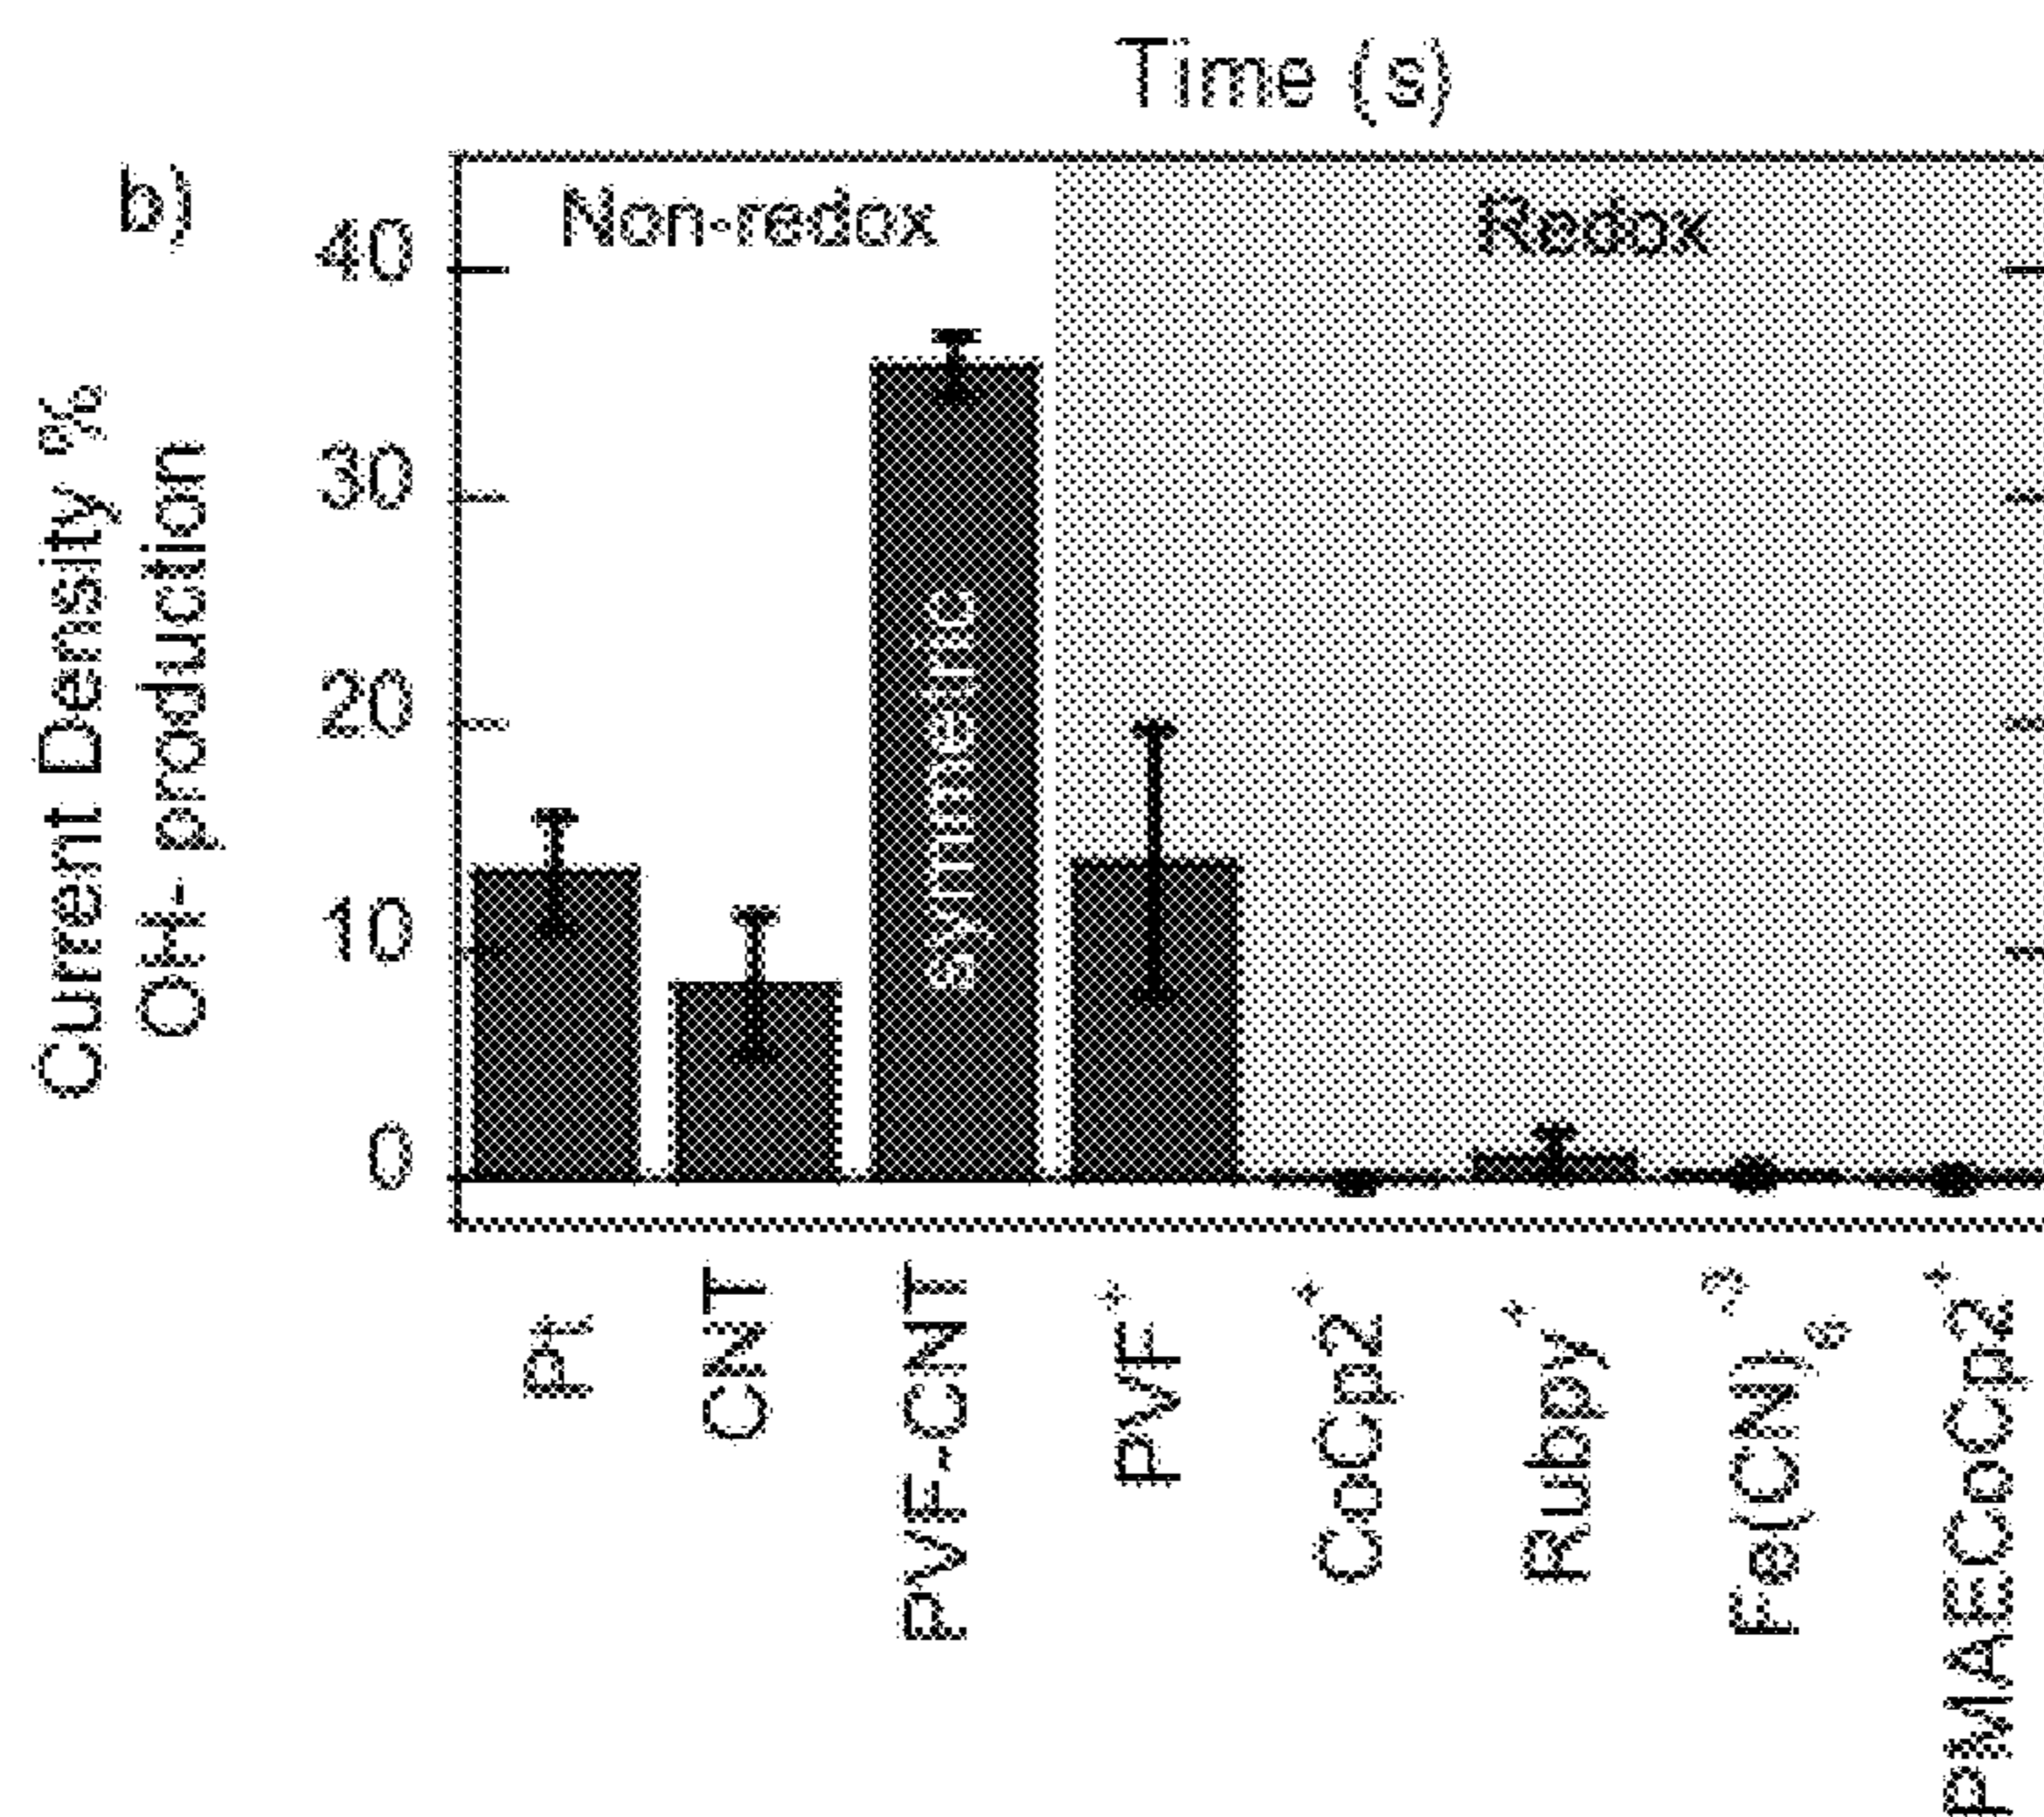 Time (s)
b)
Non-redox
Redox
40
30
20
10
0
Current Density %
OH- production
symmetric
Pt
CNT
PVF-CNT
PVF⁺
CoCp2⁺
Rubpy⁺
Fe(CN)₆⁻³
PMAECoCp2⁺